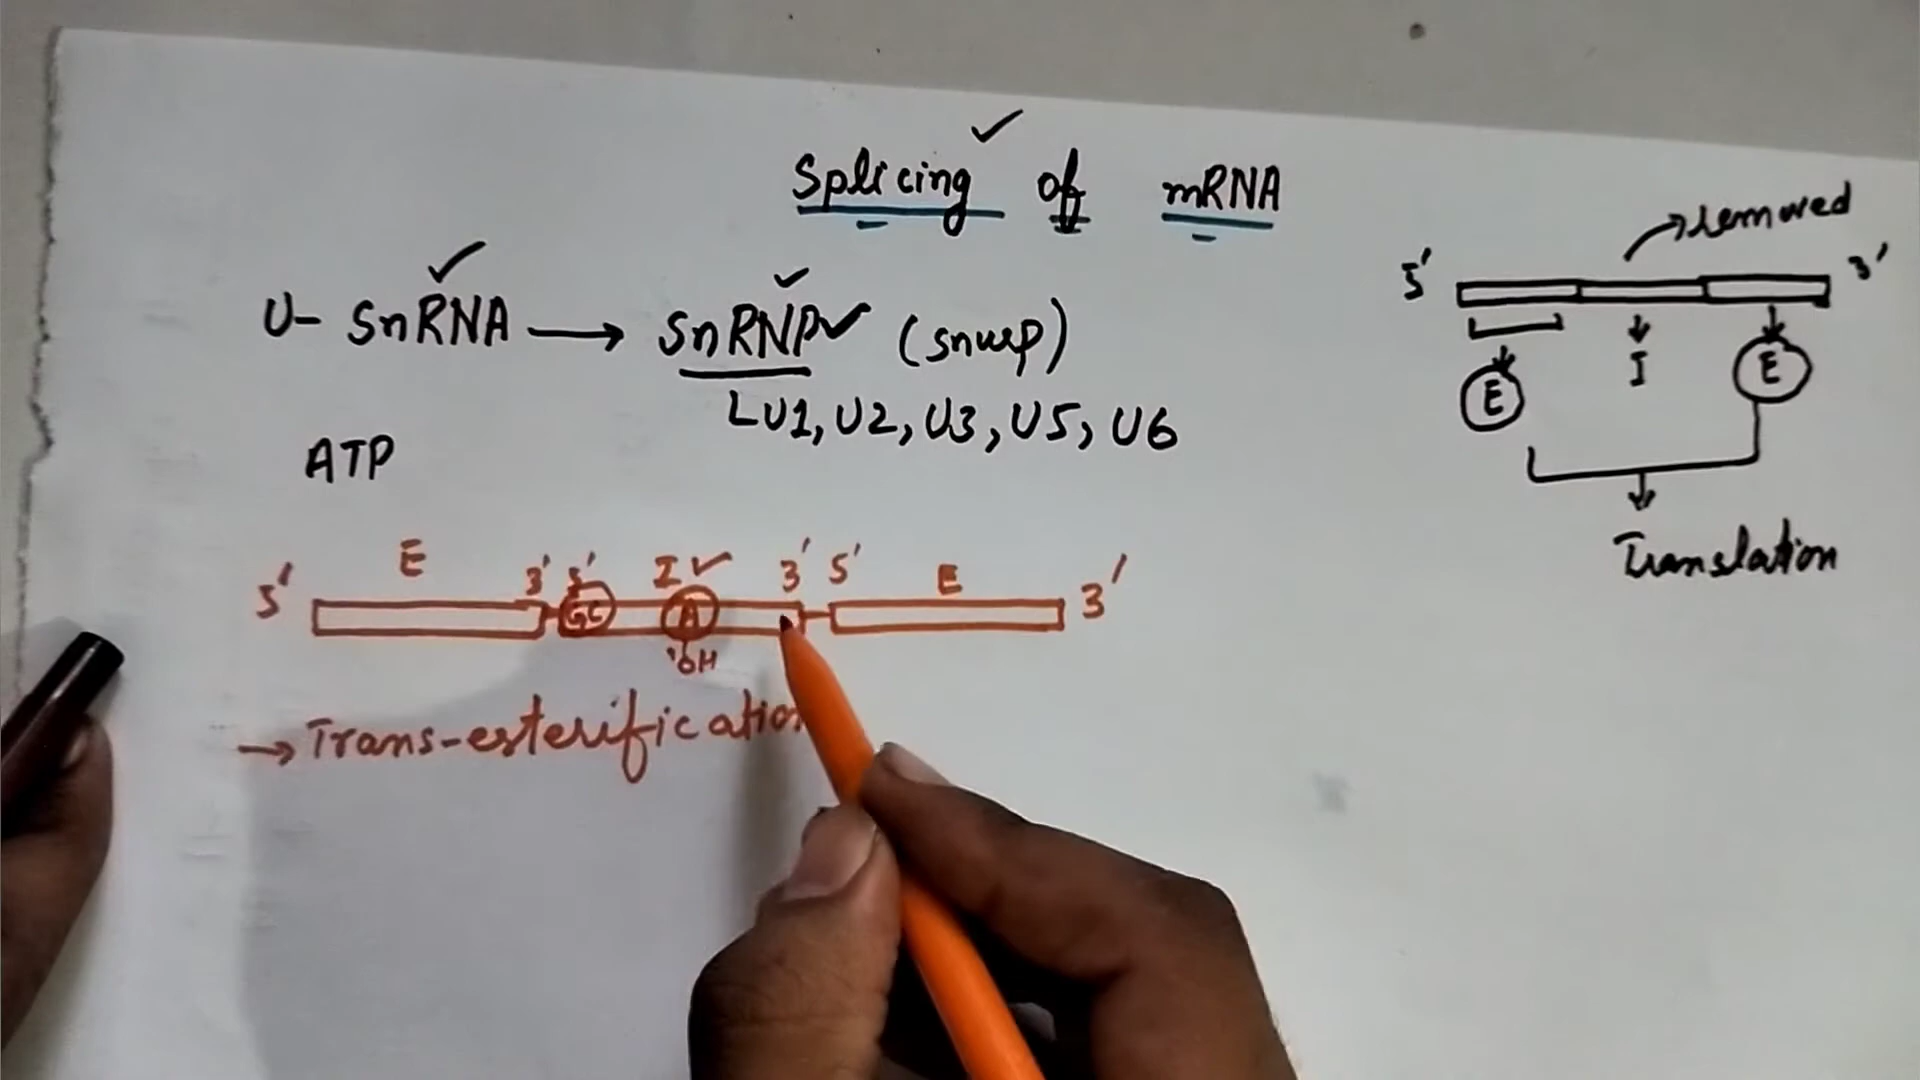 Splicing of mRNA
U- SnRNA → SnRNP (snurp)
U1, U2, U3, U5, U6
ATP
removed
5' 3'
E I E
Translation
E I E
5' 3' 5' 3' 5' 3'
GC A
OH
→ Trans-esterification